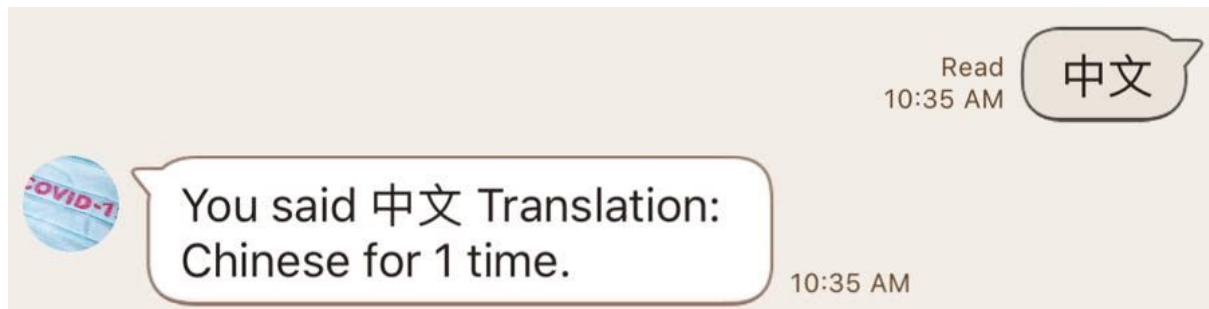 Read
10:35 AM
中文
COVID-1
You said 中文 Translation:
Chinese for 1 time.
10:35 AM